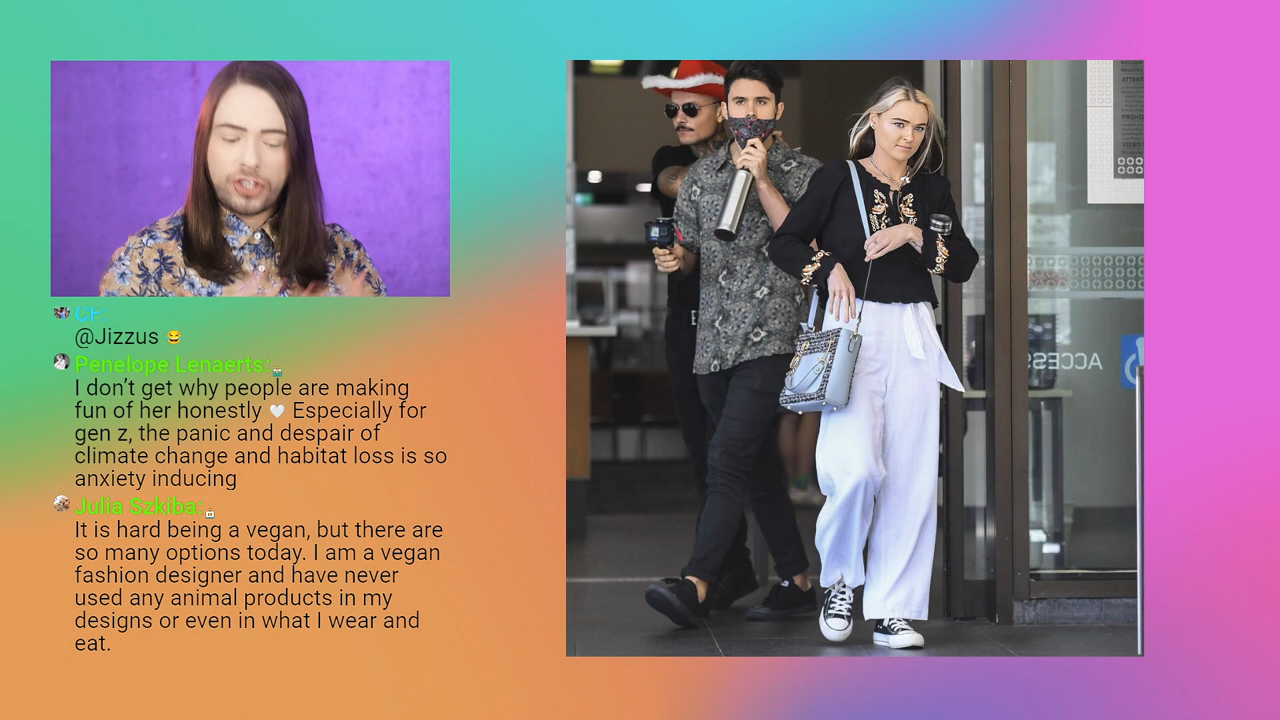 CF:
@Jizzus 😂
Penelope Lenaerts:
I don’t get why people are making
fun of her honestly 🤍 Especially for
gen z, the panic and despair of
climate change and habitat loss is so
anxiety inducing
Julia Szkiba:
It is hard being a vegan, but there are
so many options today. I am a vegan
fashion designer and have never
used any animal products in my
designs or even in what I wear and
eat.
ATTENT
PROHIB
VIDEO
ACCESS